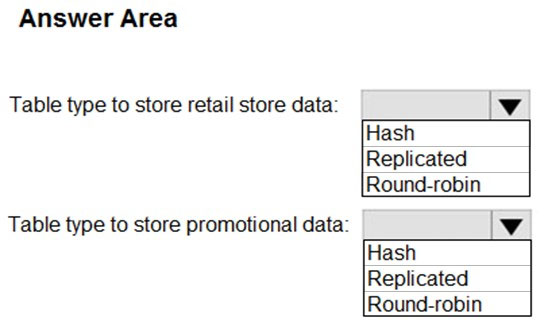 Answer Area
Table type to store retail store data:
Hash
Replicated
Round-robin
Table type to store promotional data:
Hash
Replicated
Round-robin